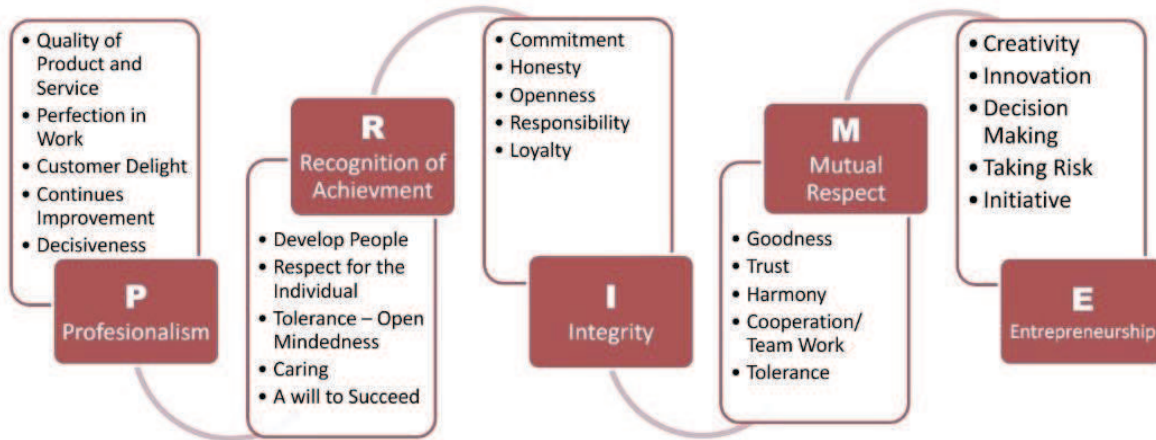 • Quality of
Product and
Service
• Perfection in
Work
• Customer Delight
• Continues
Improvement
• Decisiveness
P
Profesionalism
R
Recognition of
Achievment
• Develop People
• Respect for the
Individual
• Tolerance – Open
Mindedness
• Caring
• A will to Succeed
• Commitment
• Honesty
• Openness
• Responsibility
• Loyalty
I
Integrity
M
Mutual
Respect
• Goodness
• Trust
• Harmony
• Cooperation/
Team Work
• Tolerance
• Creativity
• Innovation
• Decision
Making
• Taking Risk
• Initiative
E
Entrepreneurship